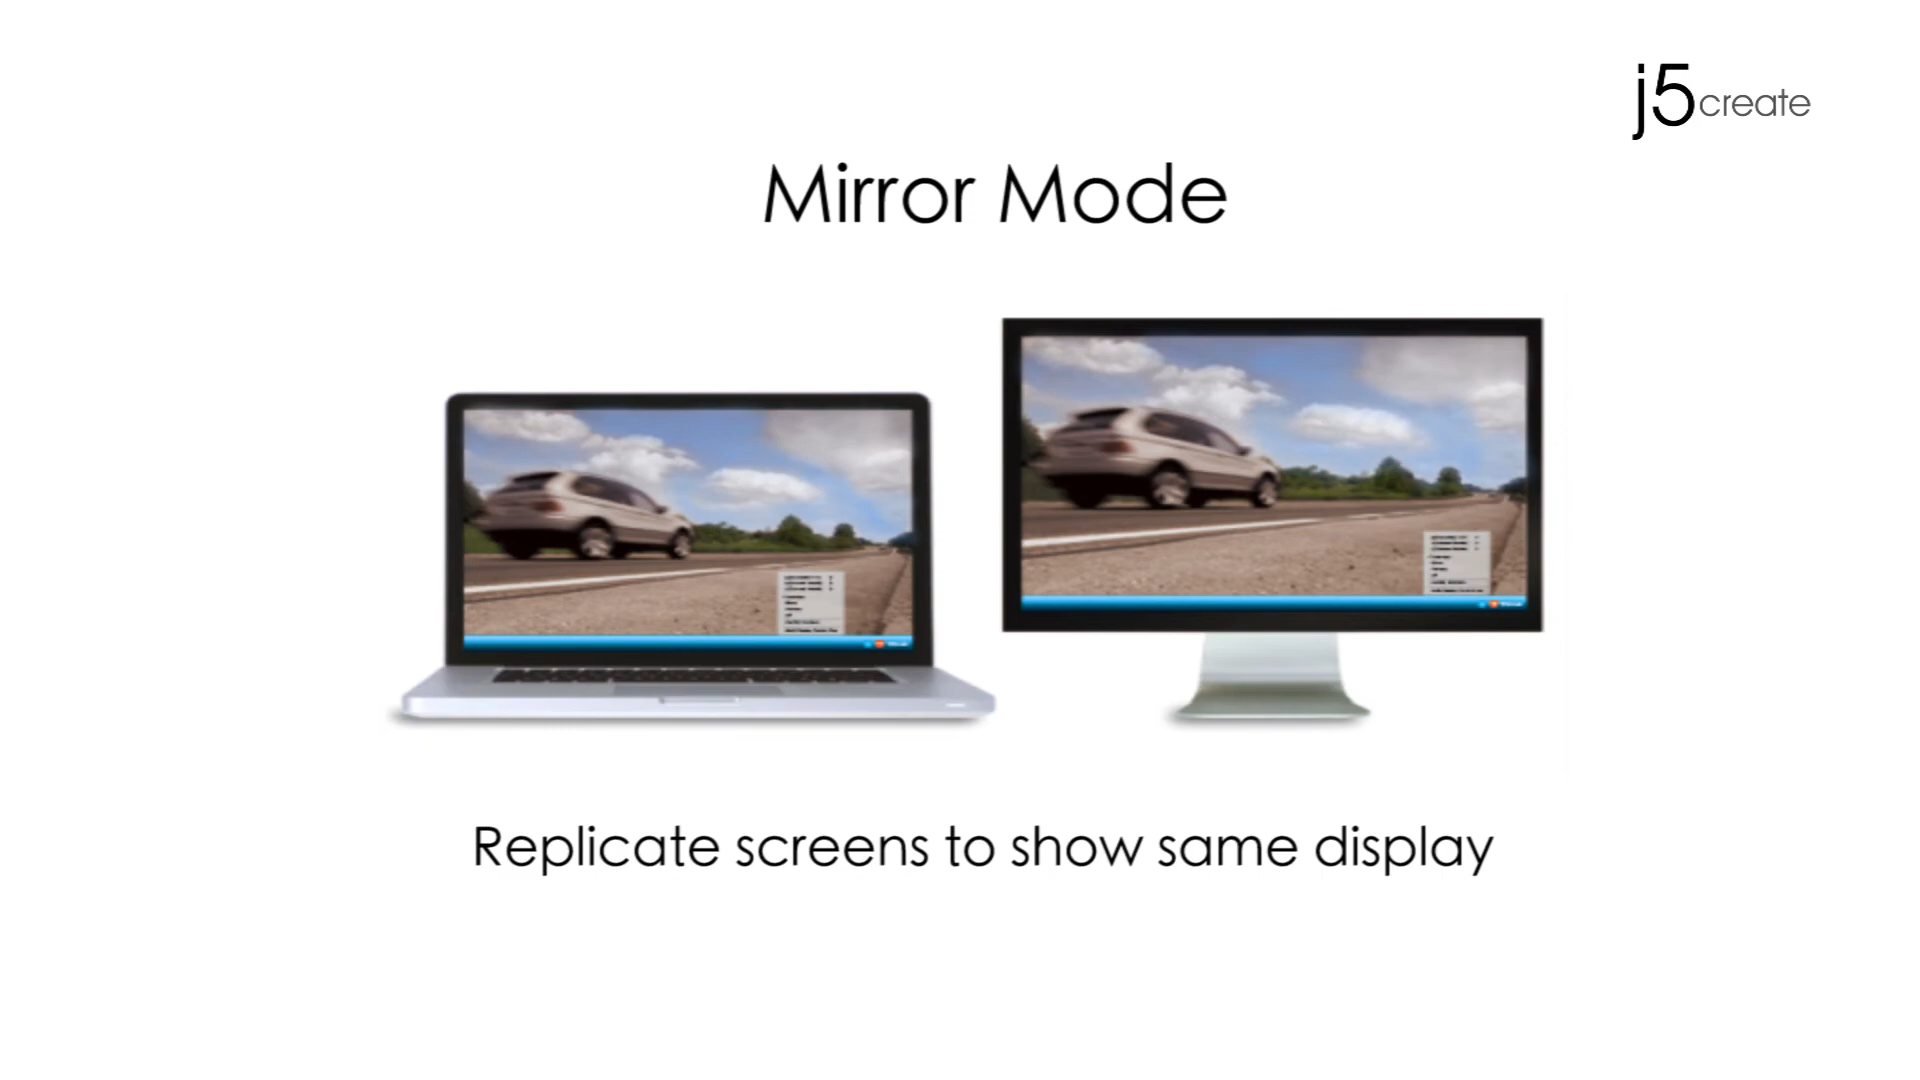 j5create
Mirror Mode
Replicate screens to show same display